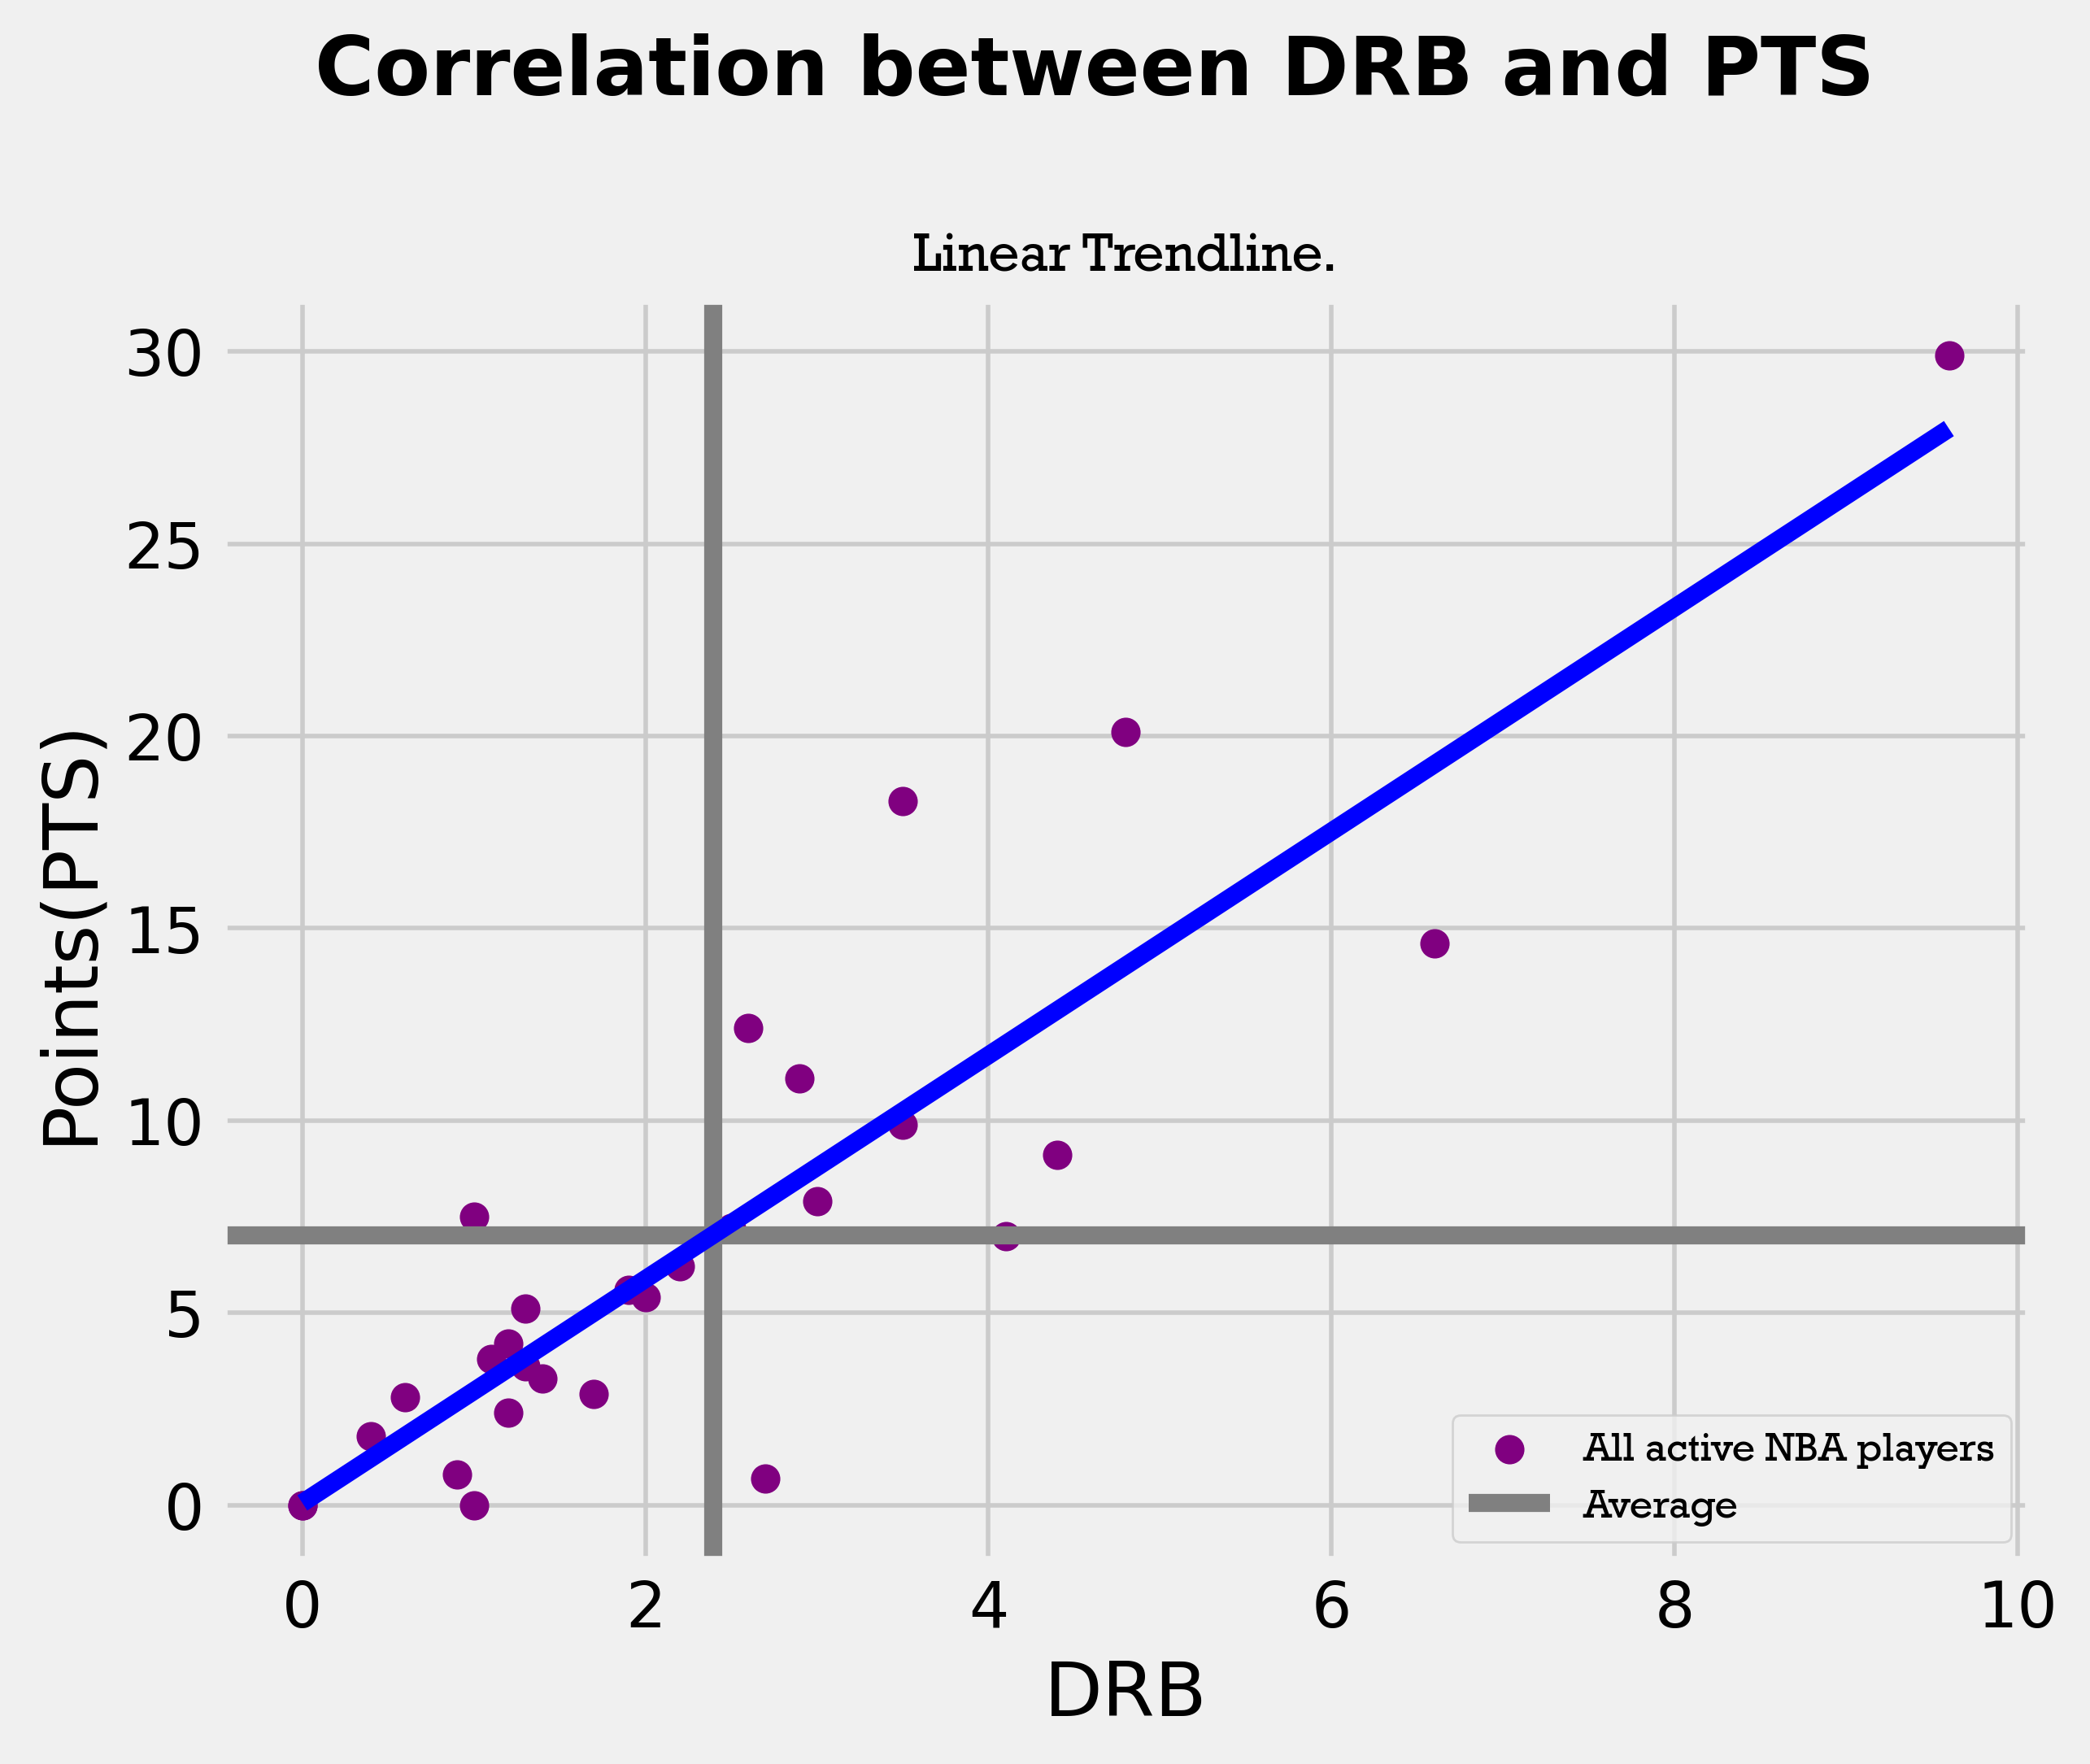 Correlation between DRB and PTS
Linear Trendline.
30
25
20
15
10
5
0
Points(PTS)
All active NBA players
Average
0 2 4 6 8 10
DRB